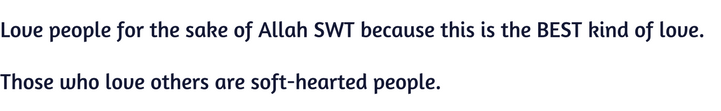 Love people for the sake of Allah SWT because this is the BEST kind of love.
Those who love others are soft-hearted people.